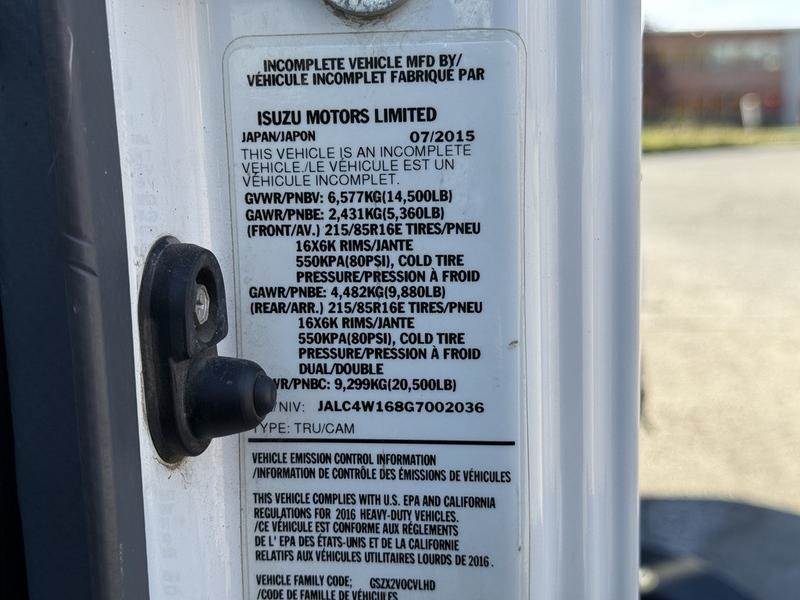 INCOMPLETE VEHICLE MFD BY/
VÉHICULE INCOMPLET FABRIQUÉ PAR
ISUZU MOTORS LIMITED
JAPAN/JAPON 07/2015
THIS VEHICLE IS AN INCOMPLETE
VEHICLE./LE VÉHICULE EST UN
VÉHICULE INCOMPLET.
GVWR/PNBV: 6,577KG(14,500LB)
GAWR/PNBE: 2,431KG(5,360LB)
(FRONT/AV.) 215/85R16E TIRES/PNEU
16X6K RIMS/JANTE
550KPA(80PSI), COLD TIRE
PRESSURE/PRESSION À FROID
GAWR/PNBE: 4,482KG(9,880LB)
(REAR/ARR.) 215/85R16E TIRES/PNEU
16X6K RIMS/JANTE
550KPA(80PSI), COLD TIRE
PRESSURE/PRESSION À FROID
DUAL/DOUBLE
WR/PNBC: 9,299KG(20,500LB)
/NIV: JALC4W168G7002036
TYPE: TRU/CAM
VEHICLE EMISSION CONTROL INFORMATION
/INFORMATION DE CONTRÔLE DES ÉMISSIONS DE VÉHICULES
THIS VEHICLE COMPLIES WITH U.S. EPA AND CALIFORNIA
REGULATIONS FOR 2016 HEAVY-DUTY VEHICLES.
/CE VÉHICULE EST CONFORME AUX RÉGLEMENTS
DE L' EPA DES ÉTATS-UNIS ET DE LA CALIFORNIE
RELATIFS AUX VÉHICULES UTILITAIRES LOURDS DE 2016.
VEHICLE FAMILY CODE; GSZX2VOCVLHD
/CODE DE FAMILLE DE VÉHICULES